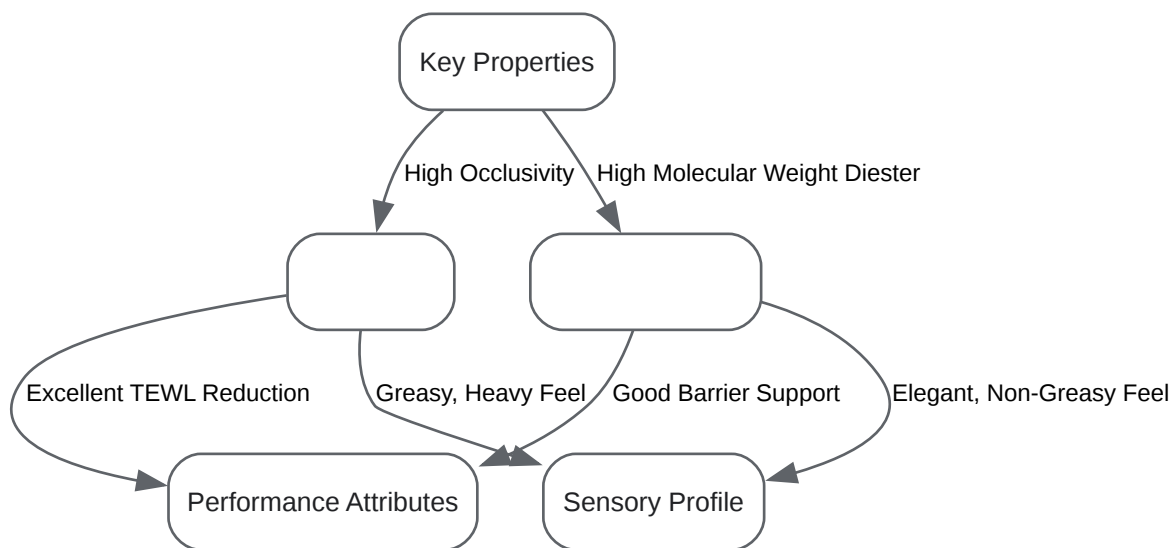 Key Properties
High Occlusivity
High Molecular Weight Diester
Excellent TEWL Reduction
Greasy, Heavy Feel
Good Barrier Support
Elegant, Non-Greasy Feel
Performance Attributes
Sensory Profile